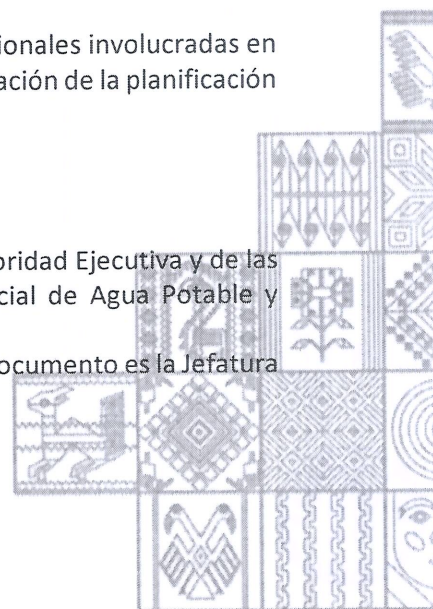 ionales involucradas en
ación de la planificación
oridad Ejecutiva y de las
cial de Agua Potable y
ocumento es la Jefatura